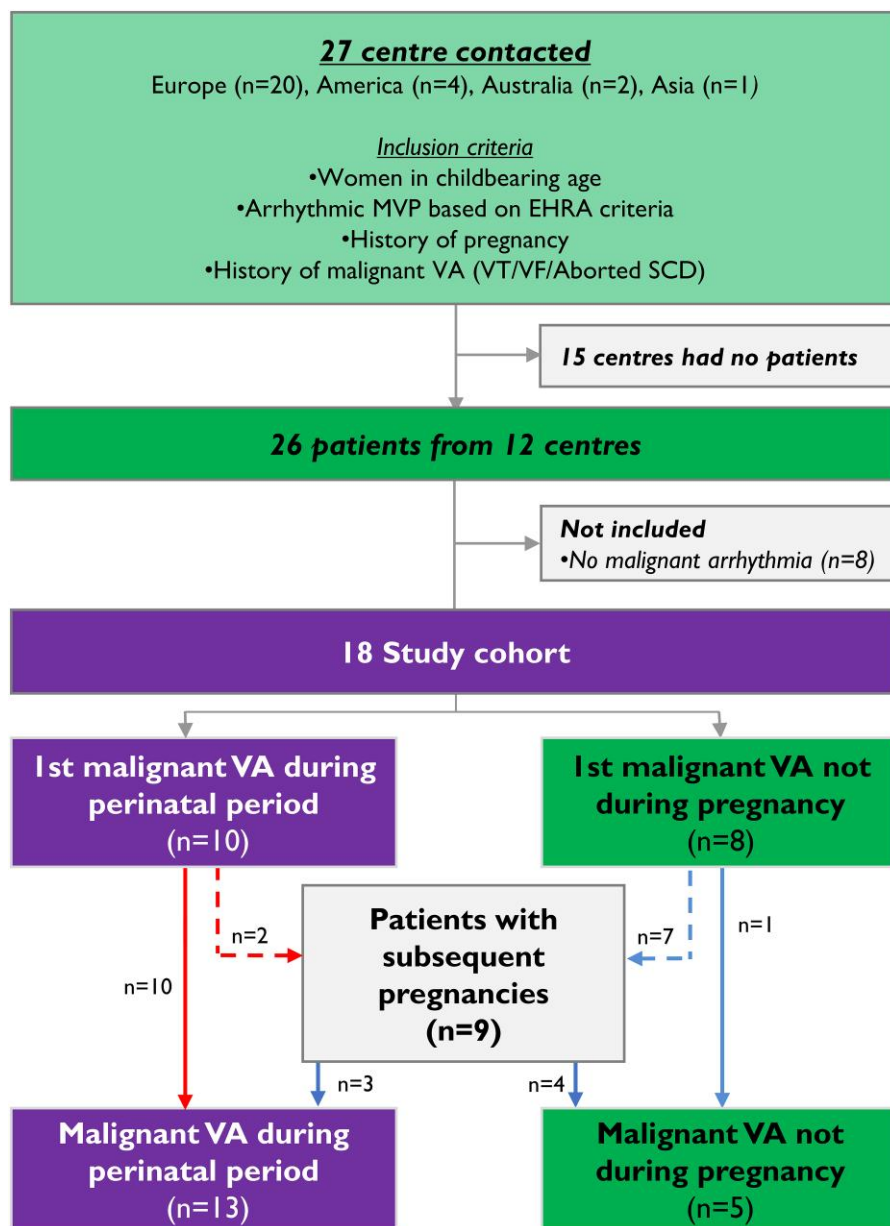 27 centre contacted
Europe (n=20), America (n=4), Australia (n=2), Asia (n=1)
Inclusion criteria
•Women in childbearing age
•Arrhythmic MVP based on EHRA criteria
•History of pregnancy
•History of malignant VA (VT/VF/Aborted SCD)
15 centres had no patients
26 patients from 12 centres
Not included
•No malignant arrhythmia (n=8)
18 Study cohort
1st malignant VA during
perinatal period
(n=10)
1st malignant VA not
during pregnancy
(n=8)
n=2
Patients with
subsequent
pregnancies
(n=9)
n=7
n=1
n=10
n=3
n=4
Malignant VA during
perinatal period
(n=13)
Malignant VA not
during pregnancy
(n=5)